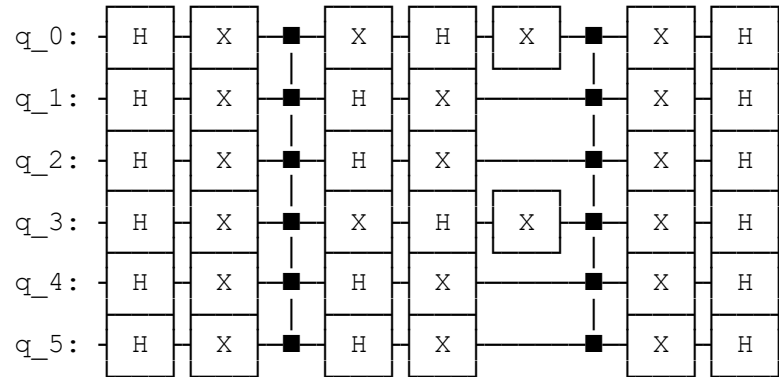 q_0: H X X H X X H
q_1: H X H X X H
q_2: H X H X X H
q_3: H X X H X X H
q_4: H X H X X H
q_5: H X H X X H